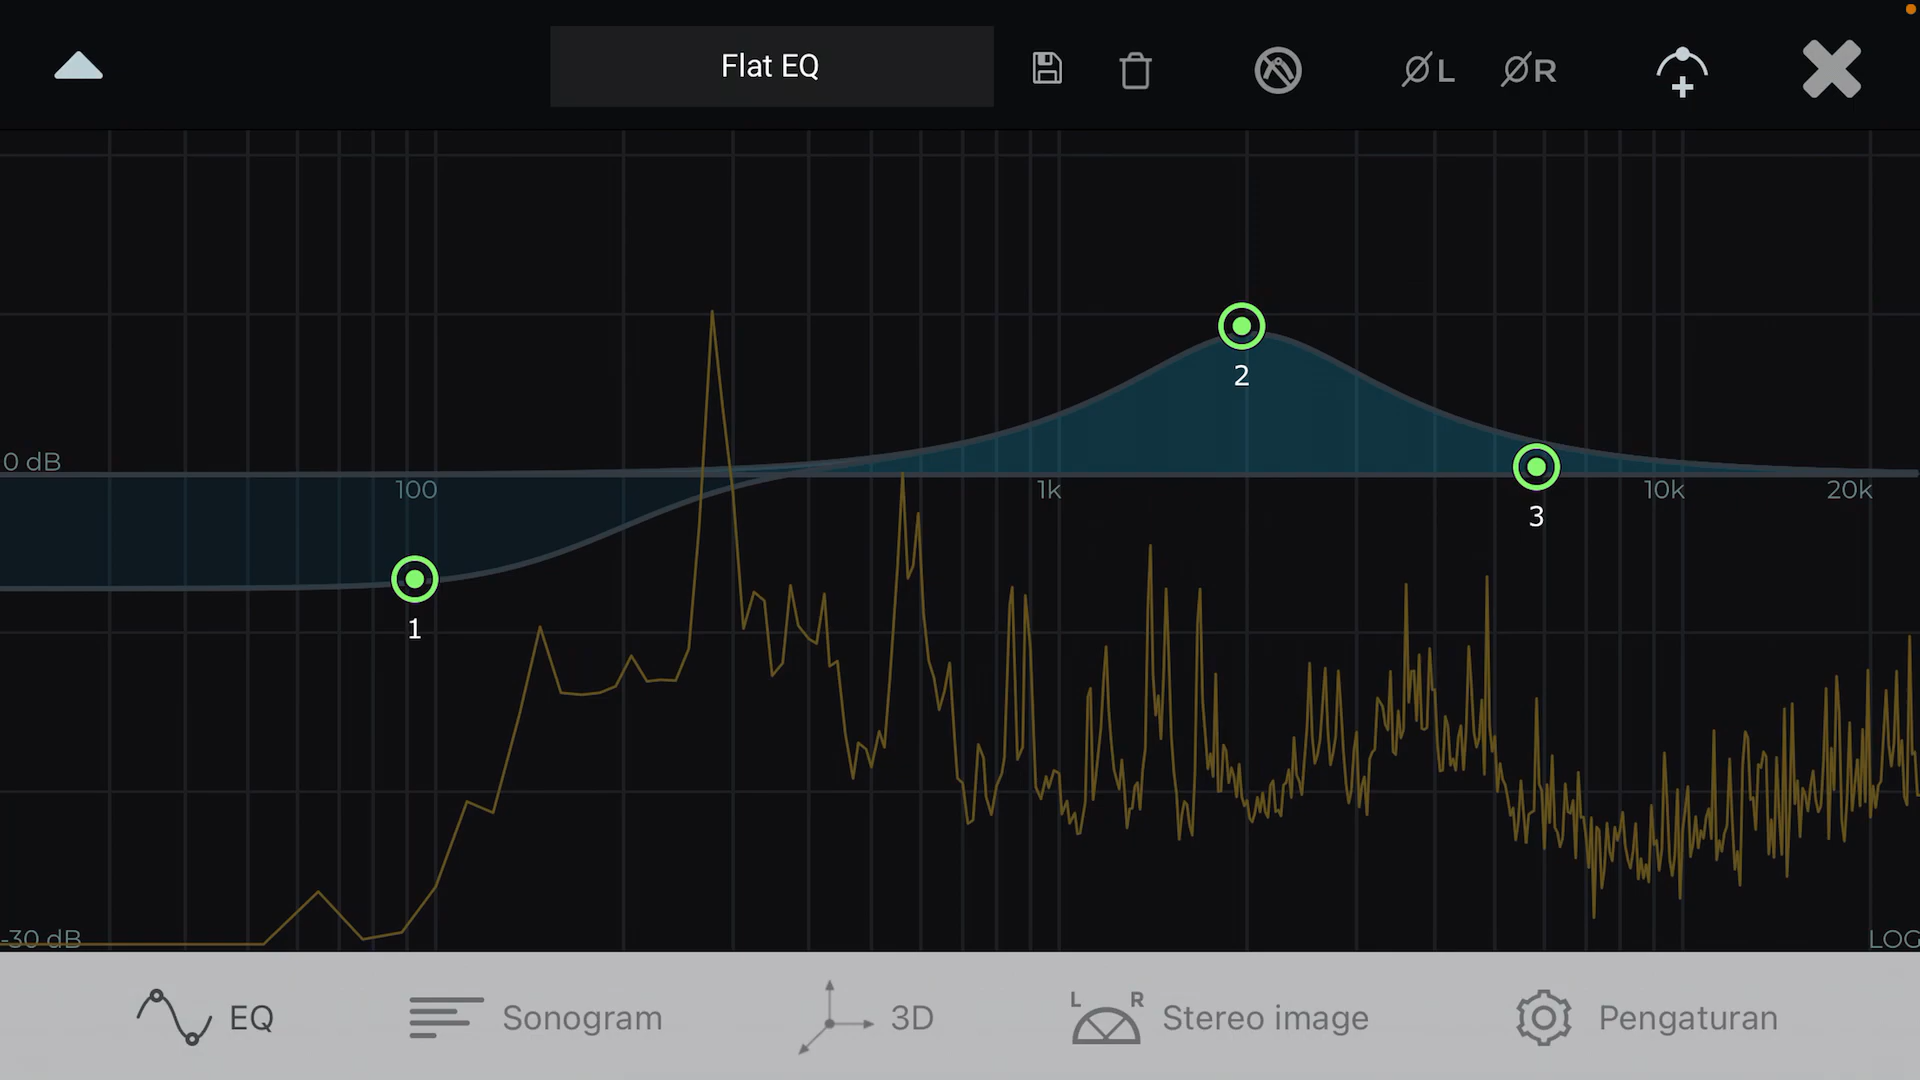 Flat EQ
ØL
ØR
0 dB
100
1k
10k
20k
2
3
1
-30 dB
LOG
EQ
Sonogram
3D
L R
Stereo image
Pengaturan